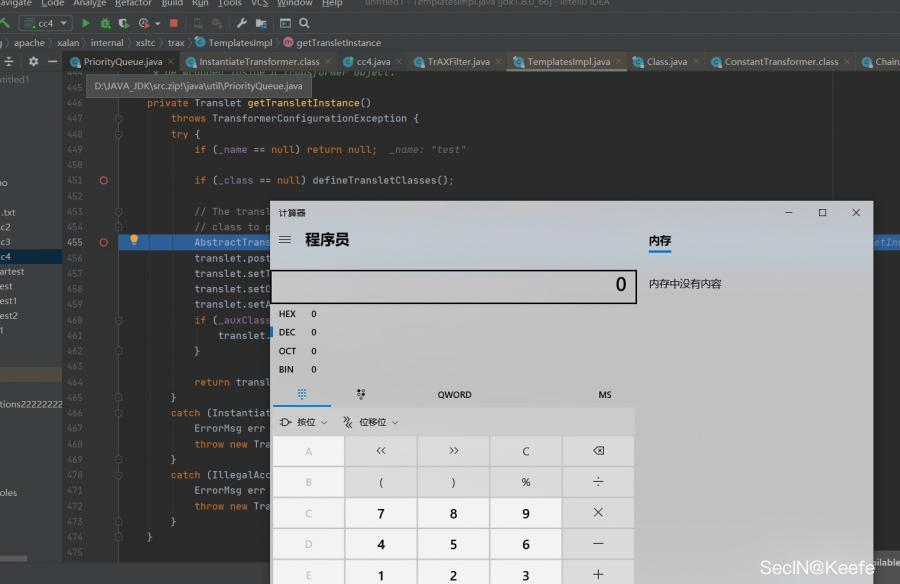 avigate Code Analyze Refactor Build Run Tools VCS Window Help untitled1 - TemplatesImpl.java [jdk1.8.0_66] - IntelliJ IDEA
cc4
apache xalan internal xsltc trax TemplatesImpl getTransletInstance
PriorityQueue.java InstantiateTransformer.class cc4.java TrAXFilter.java TemplatesImpl.java Class.java ConstantTransformer.class Chain
ntitled1
444 * be wrapped inside a Transformer object.
445
D:\JAVA_JDK\src.zip!\java\util\PriorityQueue.java
446 private Translet getTransletInstance()
447 throws TransformerConfigurationException {
448 try {
449 if (_name == null) return null; _name: "test"
450
451 if (_class == null) defineTransletClasses();
452
453 // The transl
454 // class to p
455 AbstractTrans
456 translet.post
457 translet.setT
458 translet.setO
459 translet.setA
460 if (_auxClass
461 translet.
462 }
463
464 return transl
465 }
466 catch (Instantiat
467 ErrorMsg err
468 throw new Tra
469 }
470 catch (IllegalAcc
471 ErrorMsg err
472 throw new Tra
473 }
474 }
475
no
.txt
c2
c3
c4
artest
est
est1
est2
1
tions22222222
oles
计算器
程序员
内存
0
内存中没有内容
HEX 0
DEC 0
OCT 0
BIN 0
QWORD MS
按位 位移位
A << >> C
B ( ) % ÷
C 7 8 9 ×
D 4 5 6 −
E 1 2 3 +
SecIN@Keefe
ailable